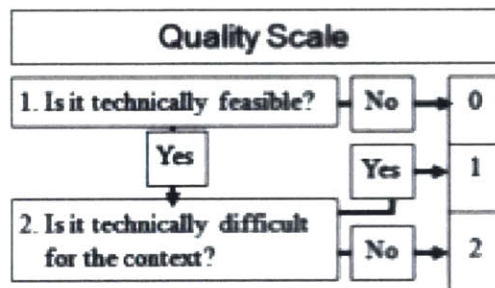 Quality Scale
1. Is it technically feasible?
No
0
Yes
Yes
1
2. Is it technically difficult
for the context?
No
2